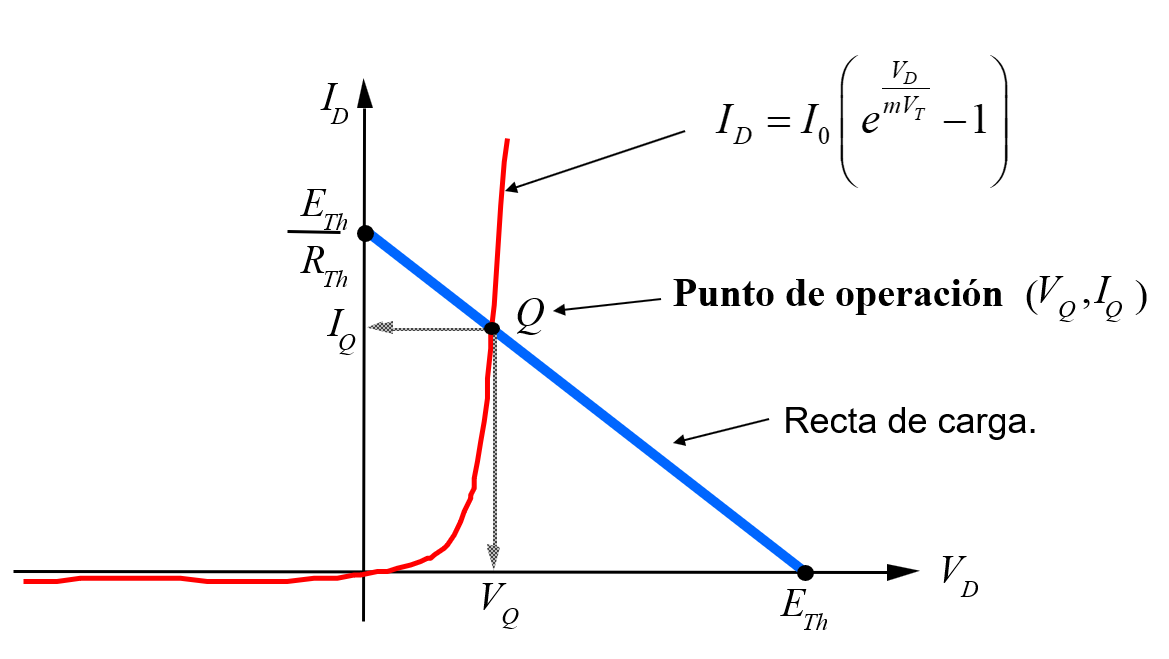 I_D
I_D = I_0 ( e^{V_D / mV_T} − 1 )
E_Th
R_Th
Punto de operación (V_Q, I_Q)
Q
I_Q
Recta de carga.
V_D
V_Q
E_Th